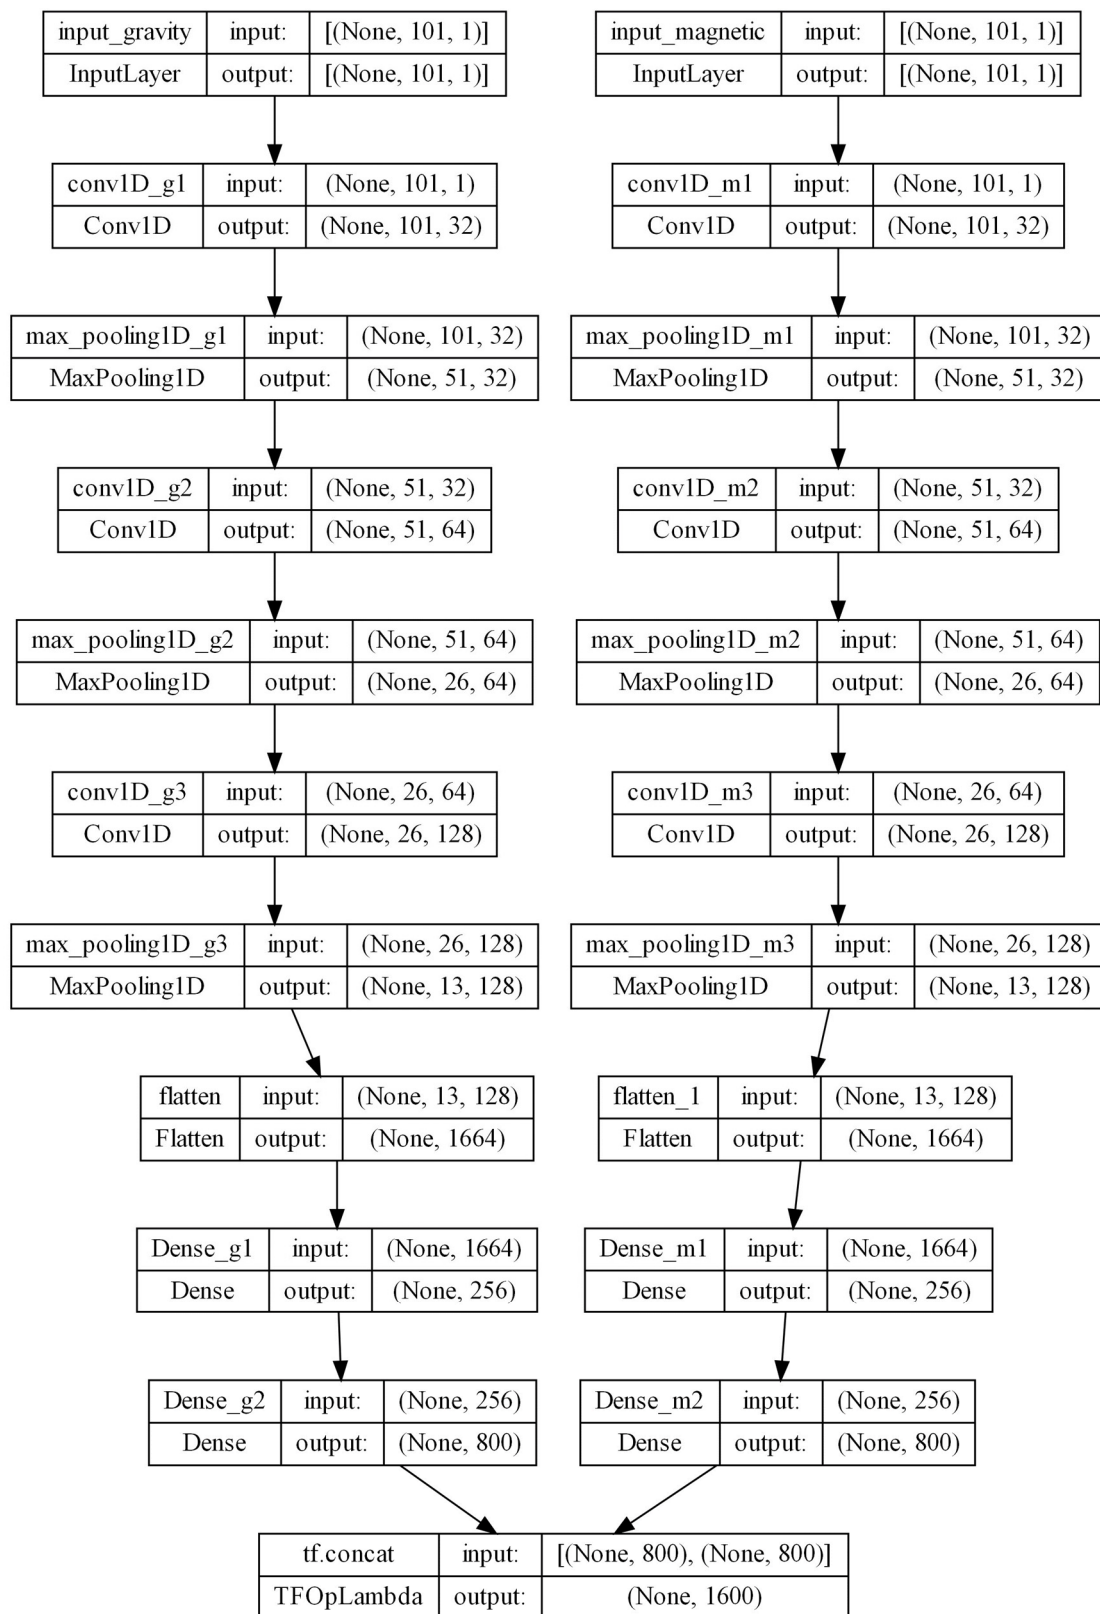 input_gravity input: [(None, 101, 1)]
InputLayer output: [(None, 101, 1)]
input_magnetic input: [(None, 101, 1)]
InputLayer output: [(None, 101, 1)]
conv1D_g1 input: (None, 101, 1)
Conv1D output: (None, 101, 32)
conv1D_m1 input: (None, 101, 1)
Conv1D output: (None, 101, 32)
max_pooling1D_g1 input: (None, 101, 32)
MaxPooling1D output: (None, 51, 32)
max_pooling1D_m1 input: (None, 101, 32)
MaxPooling1D output: (None, 51, 32)
conv1D_g2 input: (None, 51, 32)
Conv1D output: (None, 51, 64)
conv1D_m2 input: (None, 51, 32)
Conv1D output: (None, 51, 64)
max_pooling1D_g2 input: (None, 51, 64)
MaxPooling1D output: (None, 26, 64)
max_pooling1D_m2 input: (None, 51, 64)
MaxPooling1D output: (None, 26, 64)
conv1D_g3 input: (None, 26, 64)
Conv1D output: (None, 26, 128)
conv1D_m3 input: (None, 26, 64)
Conv1D output: (None, 26, 128)
max_pooling1D_g3 input: (None, 26, 128)
MaxPooling1D output: (None, 13, 128)
max_pooling1D_m3 input: (None, 26, 128)
MaxPooling1D output: (None, 13, 128)
flatten input: (None, 13, 128)
Flatten output: (None, 1664)
flatten_1 input: (None, 13, 128)
Flatten output: (None, 1664)
Dense_g1 input: (None, 1664)
Dense output: (None, 256)
Dense_m1 input: (None, 1664)
Dense output: (None, 256)
Dense_g2 input: (None, 256)
Dense output: (None, 800)
Dense_m2 input: (None, 256)
Dense output: (None, 800)
tf.concat input: [(None, 800), (None, 800)]
TFOpLambda output: (None, 1600)